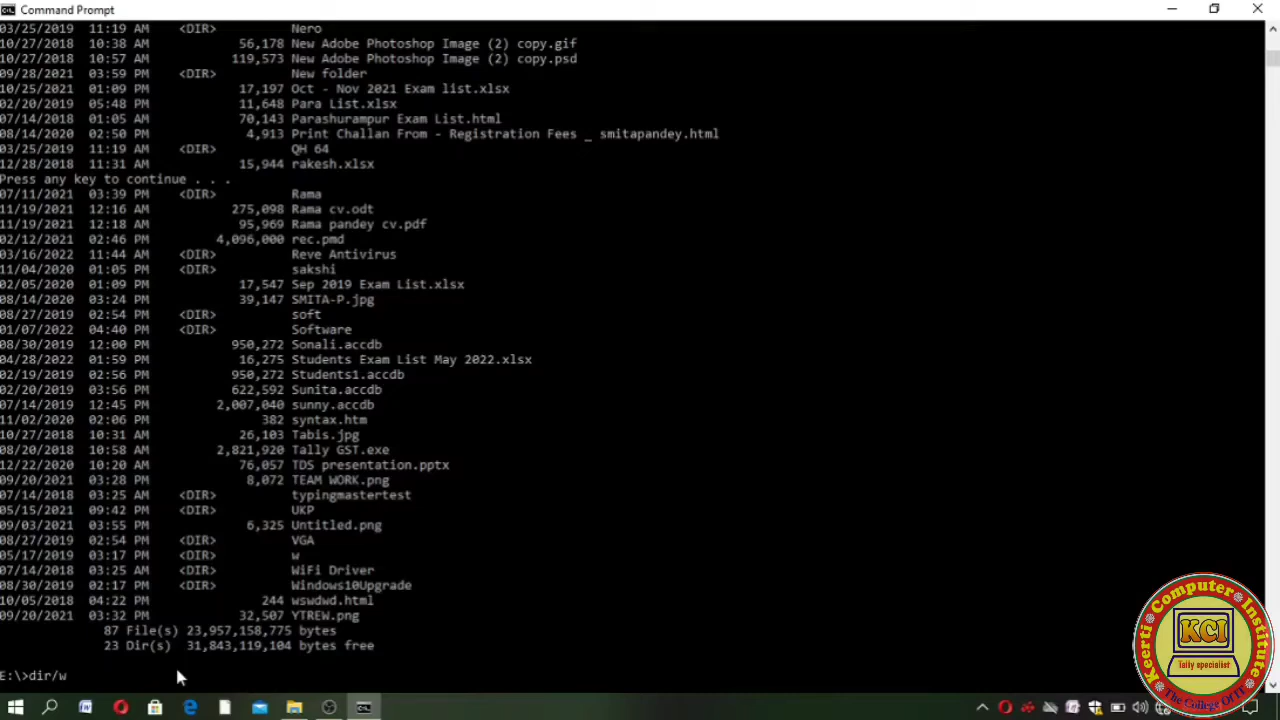 Command Prompt
03/25/2019  11:19 AM    <DIR>          Nero
10/27/2018  10:38 AM            56,178 New Adobe Photoshop Image (2) copy.gif
10/27/2018  10:57 AM           119,573 New Adobe Photoshop Image (2) copy.psd
09/28/2021  03:59 PM    <DIR>          New folder
10/25/2021  01:09 PM            17,197 Oct - Nov 2021 Exam list.xlsx
02/20/2019  05:48 PM            11,648 Para List.xlsx
07/14/2018  01:05 AM            70,143 Parashurampur Exam List.html
08/14/2020  02:50 PM             4,913 Print Challan From - Registration Fees _ smitapandey.html
03/25/2019  11:19 AM    <DIR>          QH 64
12/28/2018  11:31 AM            15,944 rakesh.xlsx
Press any key to continue . . .
07/11/2021  03:39 PM    <DIR>          Rama
11/19/2021  12:16 AM           275,098 Rama cv.odt
11/19/2021  12:18 AM            95,969 Rama pandey cv.pdf
02/12/2021  02:46 PM         4,096,000 rec.pmd
03/16/2022  11:44 AM    <DIR>          Reve Antivirus
11/04/2020  01:05 PM    <DIR>          sakshi
02/05/2020  01:09 PM            17,547 Sep 2019 Exam List.xlsx
08/14/2020  03:24 PM            39,147 SMITA-P.jpg
08/27/2019  02:54 PM    <DIR>          soft
01/07/2022  04:40 PM    <DIR>          Software
08/30/2019  12:00 PM           950,272 Sonali.accdb
04/28/2022  01:59 PM            16,275 Students Exam List May 2022.xlsx
02/19/2019  02:56 PM           950,272 Students1.accdb
02/20/2019  03:56 PM           622,592 Sunita.accdb
07/14/2019  12:45 PM         2,007,040 sunny.accdb
11/02/2020  02:06 PM               382 syntax.htm
10/27/2018  10:31 AM            26,103 Tabis.jpg
08/20/2018  10:58 AM         2,821,920 Tally GST.exe
12/22/2020  10:20 AM            76,057 TDS presentation.pptx
09/20/2021  03:28 PM             8,072 TEAM WORK.png
07/14/2018  03:25 AM    <DIR>          typingmastertest
05/15/2021  09:42 PM    <DIR>          UKP
09/03/2021  03:55 PM             6,325 Untitled.png
08/27/2019  02:54 PM    <DIR>          VGA
05/17/2019  03:17 PM    <DIR>          w
07/14/2018  03:25 AM    <DIR>          WiFi Driver
08/30/2019  02:17 PM    <DIR>          Windows10Upgrade
10/05/2018  04:22 PM               244 wswdwd.html
09/20/2021  03:32 PM            32,507 YTREW.png
87 File(s) 23,957,158,775 bytes
23 Dir(s)  31,843,119,104 bytes free
E:\>dir/w
Keerti Computer Institute
KCI
Tally specialist
The College Of IT